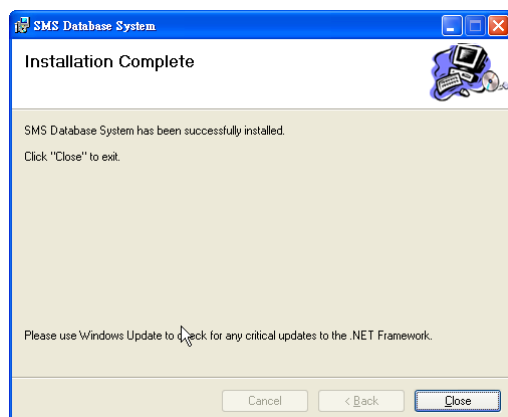 SMS Database System
Installation Complete
SMS Database System has been successfully installed.
Click "Close" to exit.
Please use Windows Update to check for any critical updates to the .NET Framework.
Cancel
< Back
Close